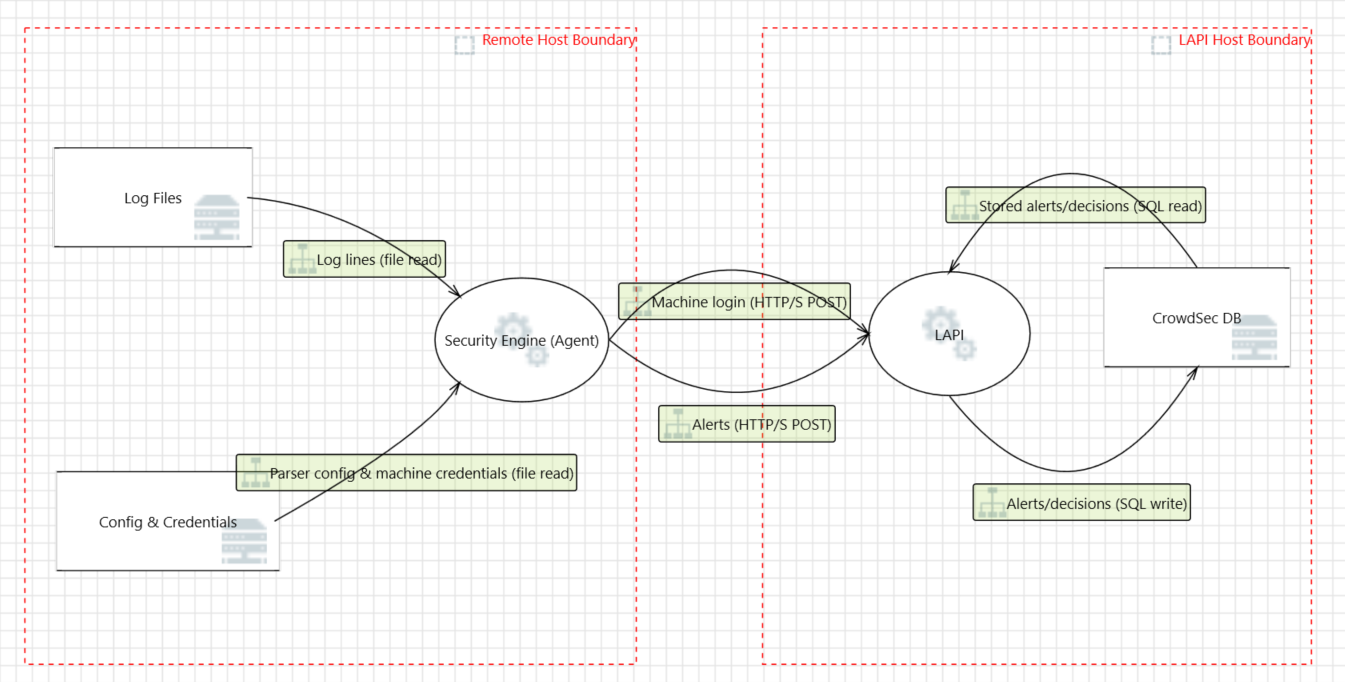 Remote Host Boundary
LAPI Host Boundary
Log Files
Stored alerts/decisions (SQL read)
Log lines (file read)
Machine login (HTTP/S POST)
CrowdSec DB
Security Engine (Agent)
LAPI
Alerts (HTTP/S POST)
Parser config & machine credentials (file read)
Alerts/decisions (SQL write)
Config & Credentials